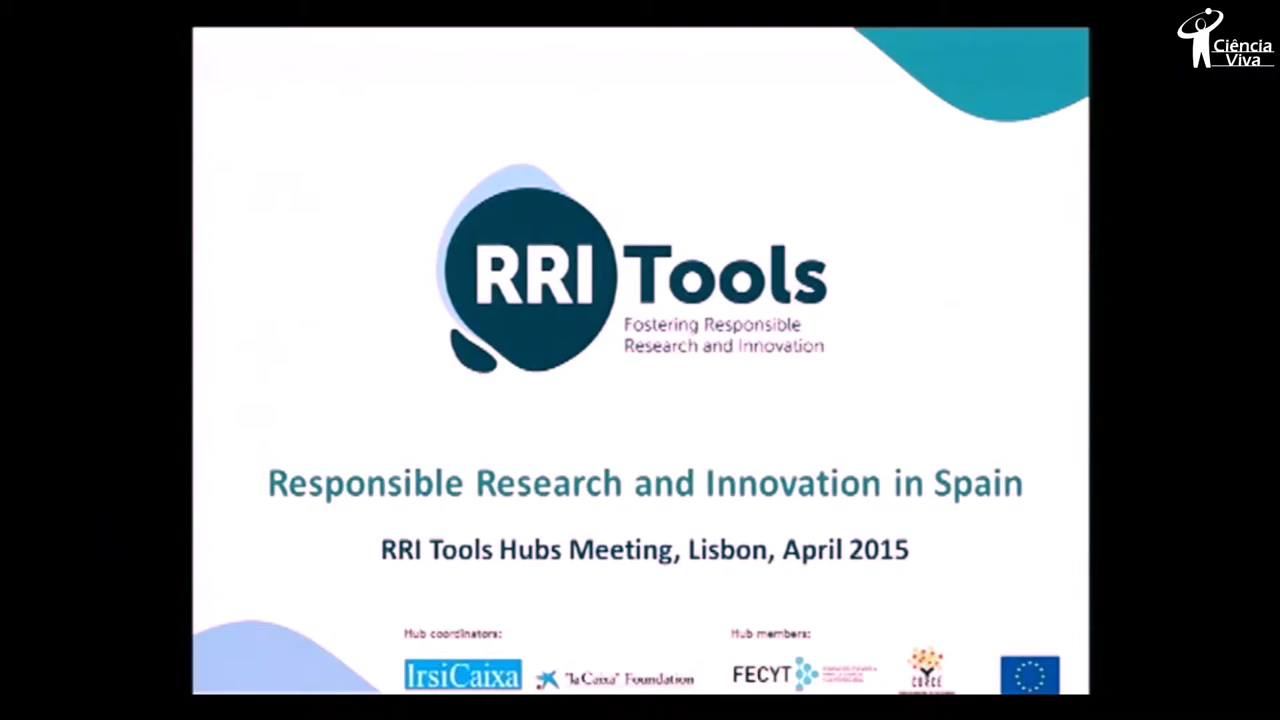 Ciência
Viva
RRI Tools
Fostering Responsible
Research and Innovation
Responsible Research and Innovation in Spain
RRI Tools Hubs Meeting, Lisbon, April 2015
Hub coordinators:
Hub members:
IrsiCaixa
"la Caixa" Foundation
FECYT